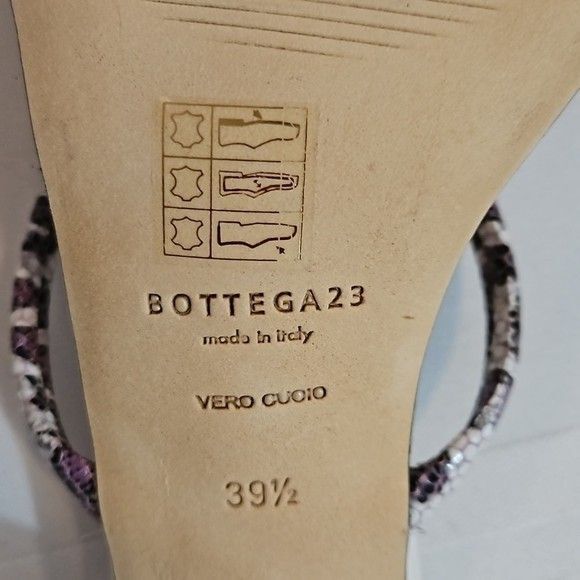 BOTTEGA23
made in italy
VERO CUOIO
39½